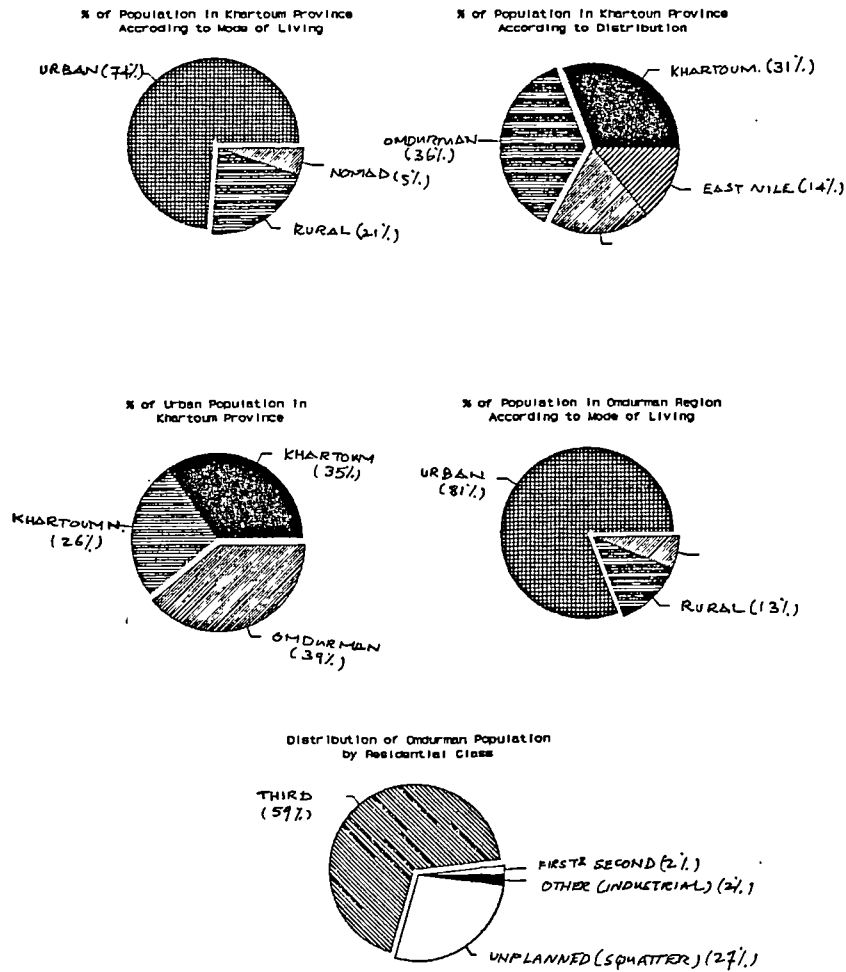 % of Population in Khartoum Province
Accroding to Mode of Living
URBAN (74%)
NOMAD (5%)
RURAL (21%)
% of Population in Khartoum Province
According to Distribution
KHARTOUM. (31%)
OMDURMAN
(36%)
EAST NILE (14%)
% of Urban Population in
Khartoum Province
KHARTOUM
(35%)
KHARTOUM N.
(26%)
OMDURMAN
(39%)
% of Population in Omdurman Region
According to Mode of Living
URBAN
(81%)
RURAL (13%)
Distribution of Omdurman Population
by Residential Class
THIRD
(59%)
FIRST & SECOND (2%)
OTHER (INDUSTRIAL) (2%)
UNPLANNED (SQUATTER) (27%)